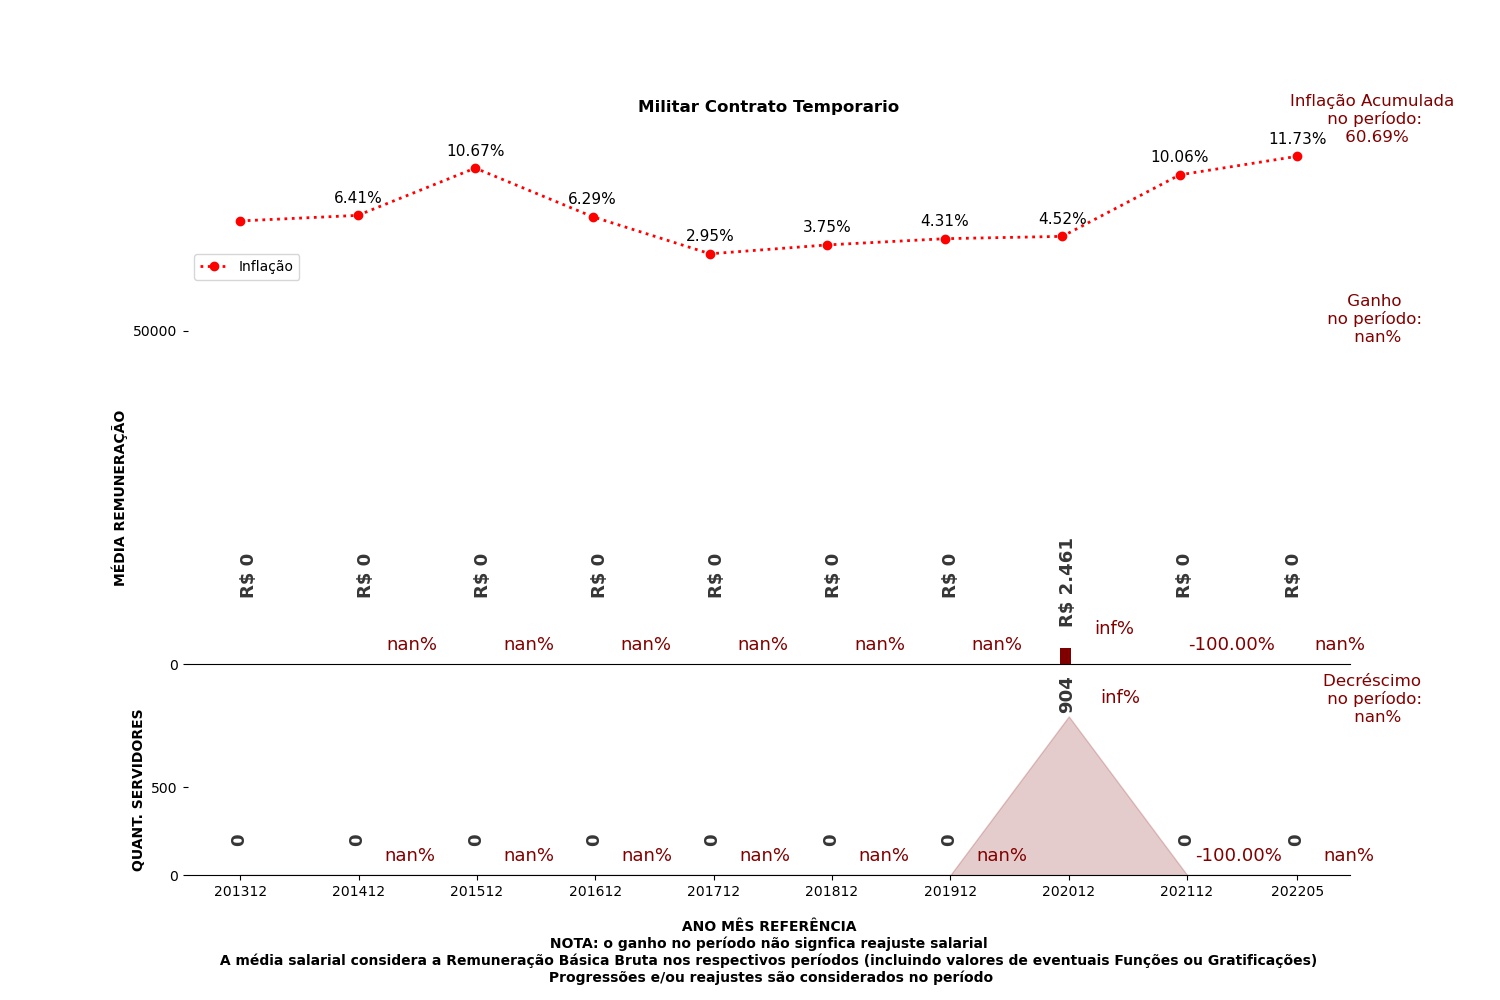 Militar Contrato Temporario
Inflação Acumulada
no período:
60.69%
6.41%
10.67%
6.29%
2.95%
3.75%
4.31%
4.52%
10.06%
11.73%
Inflação
Ganho
no período:
nan%
50000
0
MÉDIA REMUNERAÇÃO
R$ 0
R$ 0
R$ 0
R$ 0
R$ 0
R$ 0
R$ 0
R$ 2.461
R$ 0
R$ 0
nan%
nan%
nan%
nan%
nan%
nan%
inf%
-100.00%
nan%
Decréscimo
no período:
nan%
QUANT. SERVIDORES
500
0
0
0
0
0
0
0
0
904
0
0
nan%
nan%
nan%
nan%
nan%
nan%
inf%
-100.00%
nan%
201312
201412
201512
201612
201712
201812
201912
202012
202112
202205
ANO MÊS REFERÊNCIA
NOTA: o ganho no período não signfica reajuste salarial
A média salarial considera a Remuneração Básica Bruta nos respectivos períodos (incluindo valores de eventuais Funções ou Gratificações)
Progressões e/ou reajustes são considerados no período